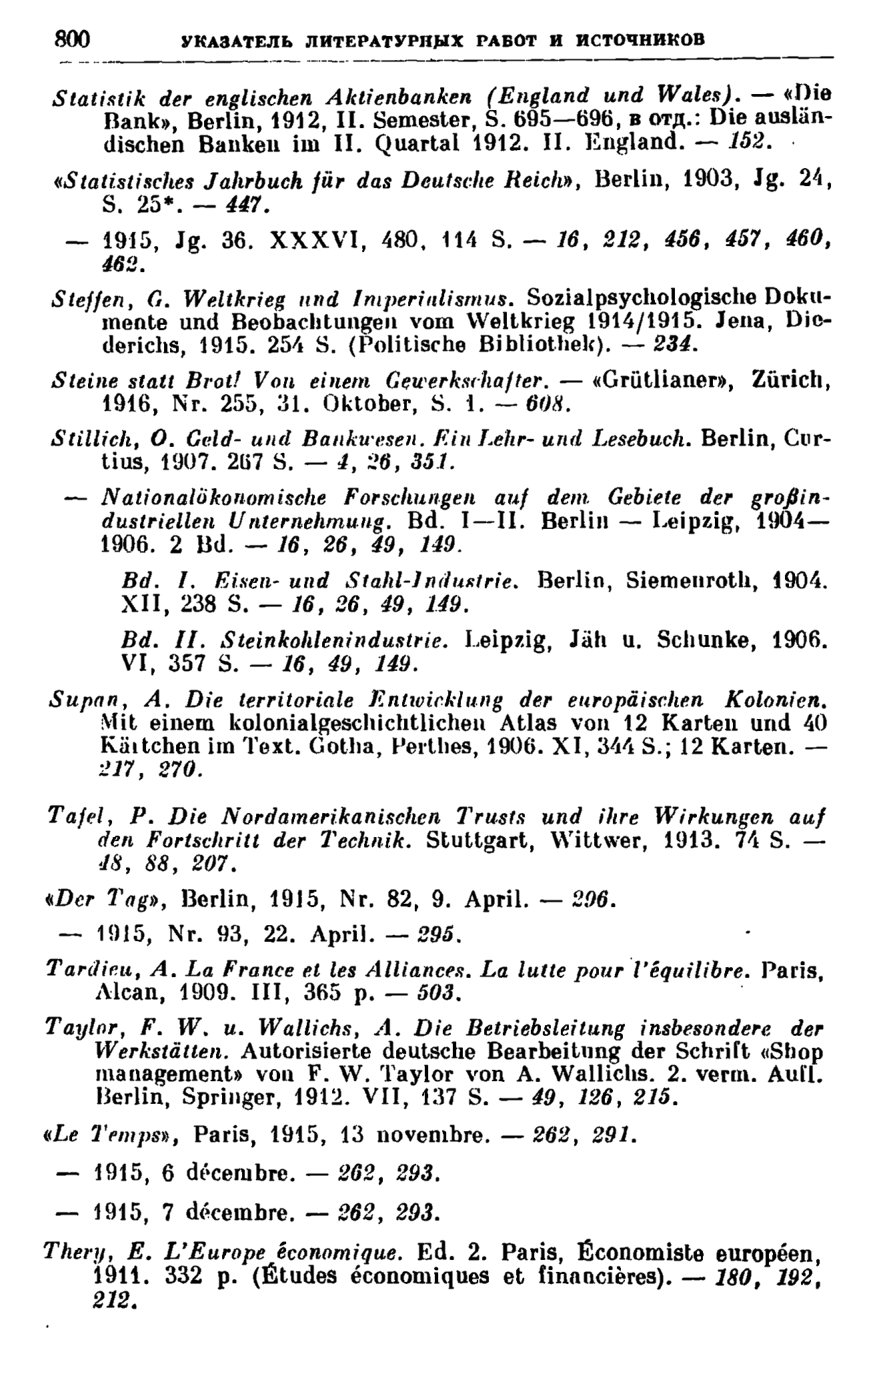 800 УКАЗАТЕЛЬ ЛИТЕРАТУРНЫХ РАБОТ И ИСТОЧНИКОВ
Statistik der englischen Aktienbanken (England und Wales). — «Die
Bank», Berlin, 1912, II. Semester, S. 695—696, в отд.: Die auslän-
dischen Banken im II. Quartal 1912. II. England. — 152.
«Statistisches Jahrbuch für das Deutsche Reich», Berlin, 1903, Jg. 24,
S. 25*. — 447.
— 1915, Jg. 36. XXXVI, 480, 114 S. — 16, 212, 456, 457, 460,
462.
Steffen, G. Weltkrieg und Imperialismus. Sozialpsychologische Doku-
mente und Beobachtungen vom Weltkrieg 1914/1915. Jena, Die-
derichs, 1915. 254 S. (Politische Bibliothek). — 234.
Steine statt Brot! Von einem Gewerkschafter. — «Grütlianer», Zürich,
1916, Nr. 255, 31. Oktober, S. 1. — 608.
Stillich, O. Geld- und Bankwesen. Ein Lehr- und Lesebuch. Berlin, Cur-
tius, 1907. 267 S. — 4, 26, 351.
— Nationalökonomische Forschungen auf dem Gebiete der großin-
dustriellen Unternehmung. Bd. I—II. Berlin — Leipzig, 1904—
1906. 2 Bd. — 16, 26, 49, 149.
Bd. I. Eisen- und Stahl-Industrie. Berlin, Siemenroth, 1904.
XII, 238 S. — 16, 26, 49, 149.
Bd. II. Steinkohlenindustrie. Leipzig, Jäh u. Schunke, 1906.
VI, 357 S. — 16, 49, 149.
Supan, A. Die territoriale Entwicklung der europäischen Kolonien.
Mit einem kolonialgeschichtlichen Atlas von 12 Karten und 40
Kärtchen im Text. Gotha, Perthes, 1906. XI, 344 S.; 12 Karten. —
217, 270.
Tafel, P. Die Nordamerikanischen Trusts und ihre Wirkungen auf
den Fortschritt der Technik. Stuttgart, Wittwer, 1913. 74 S. —
48, 88, 207.
«Der Tag», Berlin, 1915, Nr. 82, 9. April. — 296.
— 1915, Nr. 93, 22. April. — 295.
Tardieu, A. La France et les Alliances. La lutte pour l'équilibre. Paris,
Alcan, 1909. III, 365 p. — 503.
Taylor, F. W. u. Wallichs, A. Die Betriebsleitung insbesondere der
Werkstätten. Autorisierte deutsche Bearbeitung der Schrift «Shop
management» von F. W. Taylor von A. Wallichs. 2. verm. Aufl.
Berlin, Springer, 1912. VII, 137 S. — 49, 126, 215.
«Le Temps», Paris, 1915, 13 novembre. — 262, 291.
— 1915, 6 décembre. — 262, 293.
— 1915, 7 décembre. — 262, 293.
Thery, E. L'Europe économique. Ed. 2. Paris, Économiste européen,
1911. 332 p. (Études économiques et financières). — 180, 192,
212.